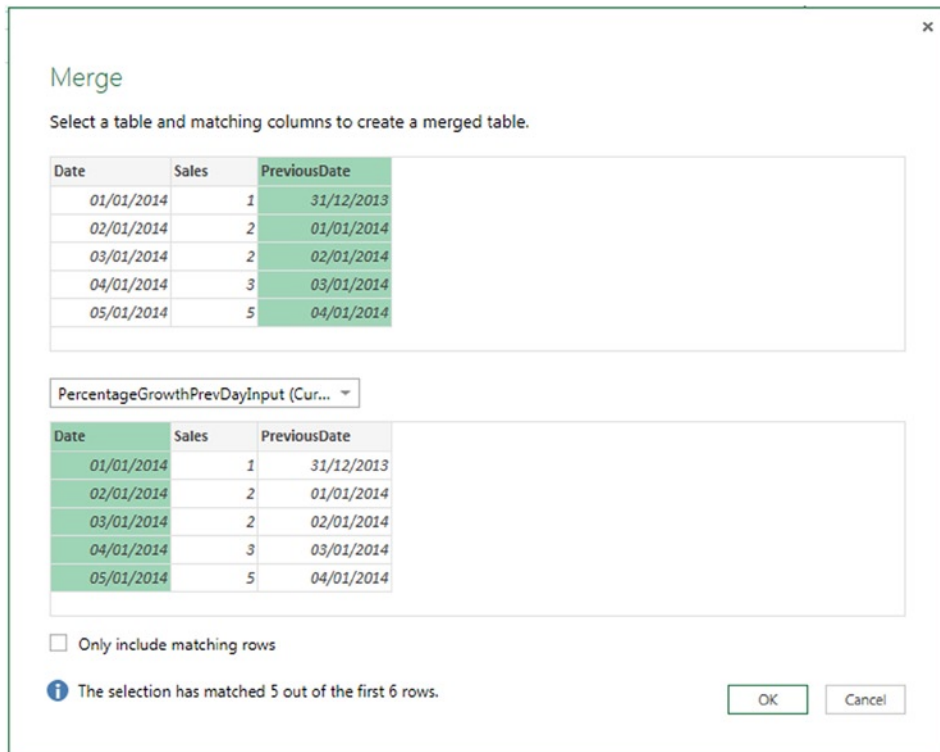 Merge
Select a table and matching columns to create a merged table.
Date Sales PreviousDate
01/01/2014 1 31/12/2013
02/01/2014 2 01/01/2014
03/01/2014 2 02/01/2014
04/01/2014 3 03/01/2014
05/01/2014 5 04/01/2014
PercentageGrowthPrevDayInput (Cur...
Date Sales PreviousDate
01/01/2014 1 31/12/2013
02/01/2014 2 01/01/2014
03/01/2014 2 02/01/2014
04/01/2014 3 03/01/2014
05/01/2014 5 04/01/2014
Only include matching rows
The selection has matched 5 out of the first 6 rows.
OK Cancel